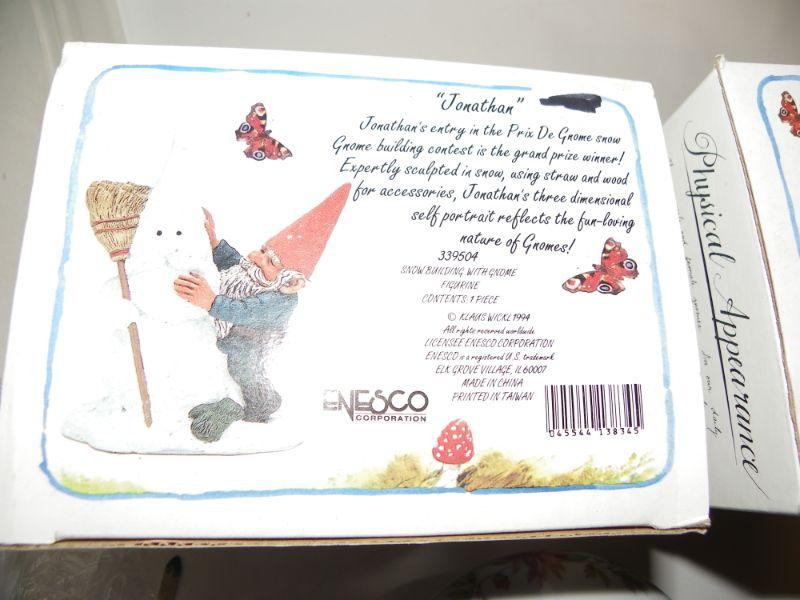 "Jonathan"
Jonathan's entry in the Prix De Gnome snow
Gnome building contest is the grand prize winner!
Expertly sculpted in snow, using straw and wood
for accessories, Jonathan's three dimensional
self portrait reflects the fun-loving
nature of Gnomes!
339504
SNOW BUILDING WITH GNOME
FIGURINE
CONTENTS: 1 PIECE
© KLAUS WICKL 1994
All rights reserved worldwide
LICENSEE ENESCO CORPORATION
ENESCO is a registered U.S. trademark
ELK GROVE VILLAGE, IL 60007
MADE IN CHINA
PRINTED IN TAIWAN
ENESCO
CORPORATION
045544 138345
Physical Appearance